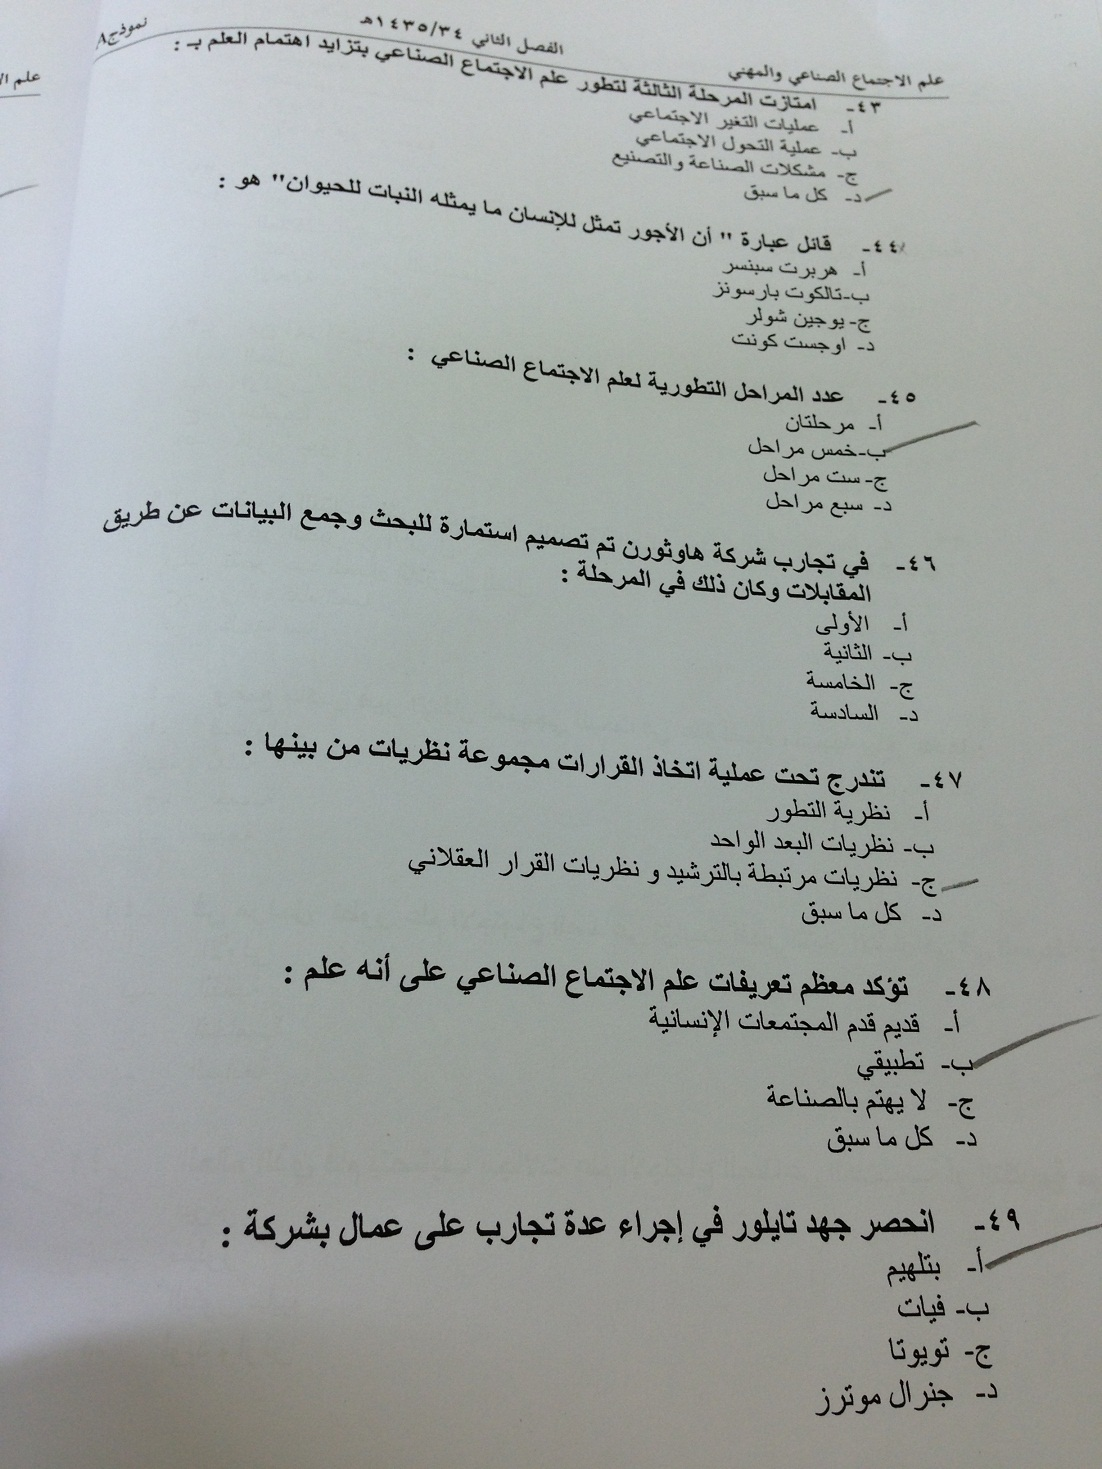 علم الاجتماع الصناعي والمهني الفصل الثاني ١٤٣٥/٣٤هـ نموذجA
٤٣- امتازت المرحلة الثالثة لتطور علم الاجتماع الصناعي بتزايد اهتمام العلم بـ :
أ- عمليات التغير الاجتماعي
ب- عملية التحول الاجتماعي
ج- مشكلات الصناعة والتصنيع
د- كل ما سبق
٤٤- قائل عبارة " أن الأجور تمثل للإنسان ما يمثله النبات للحيوان" هو :
أ- هربرت سبنسر
ب-تالكوت بارسونز
ج- يوجين شولر
د- اوجست كونت
٤٥- عدد المراحل التطورية لعلم الاجتماع الصناعي :
أ- مرحلتان
ب-خمس مراحل
ج- ست مراحل
د- سبع مراحل
٤٦- في تجارب شركة هاوثورن تم تصميم استمارة للبحث وجمع البيانات عن طريق
المقابلات وكان ذلك في المرحلة :
أ- الأولى
ب- الثانية
ج- الخامسة
د- السادسة
٤٧- تندرج تحت عملية اتخاذ القرارات مجموعة نظريات من بينها :
أ- نظرية التطور
ب- نظريات البعد الواحد
ج- نظريات مرتبطة بالترشيد و نظريات القرار العقلاني
د- كل ما سبق
٤٨- تؤكد معظم تعريفات علم الاجتماع الصناعي على أنه علم :
أ- قديم قدم المجتمعات الإنسانية
ب- تطبيقي
ج- لا يهتم بالصناعة
د- كل ما سبق
٤٩- انحصر جهد تايلور في إجراء عدة تجارب على عمال بشركة :
أ- بتلهيم
ب- فيات
ج- تويوتا
د- جنرال موترز